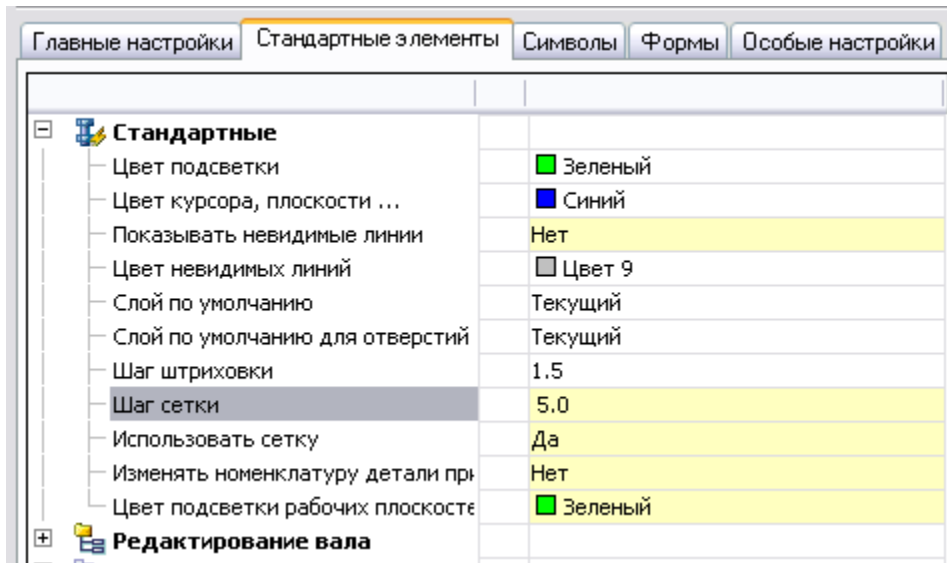 Главные настройки Стандартные элементы Символы Формы Особые настройки
Стандартные
Цвет подсветки Зеленый
Цвет курсора, плоскости ... Синий
Показывать невидимые линии Нет
Цвет невидимых линий Цвет 9
Слой по умолчанию Текущий
Слой по умолчанию для отверстий Текущий
Шаг штриховки 1.5
Шаг сетки 5.0
Использовать сетку Да
Изменять номенклатуру детали при Нет
Цвет подсветки рабочих плоскосте Зеленый
Редактирование вала